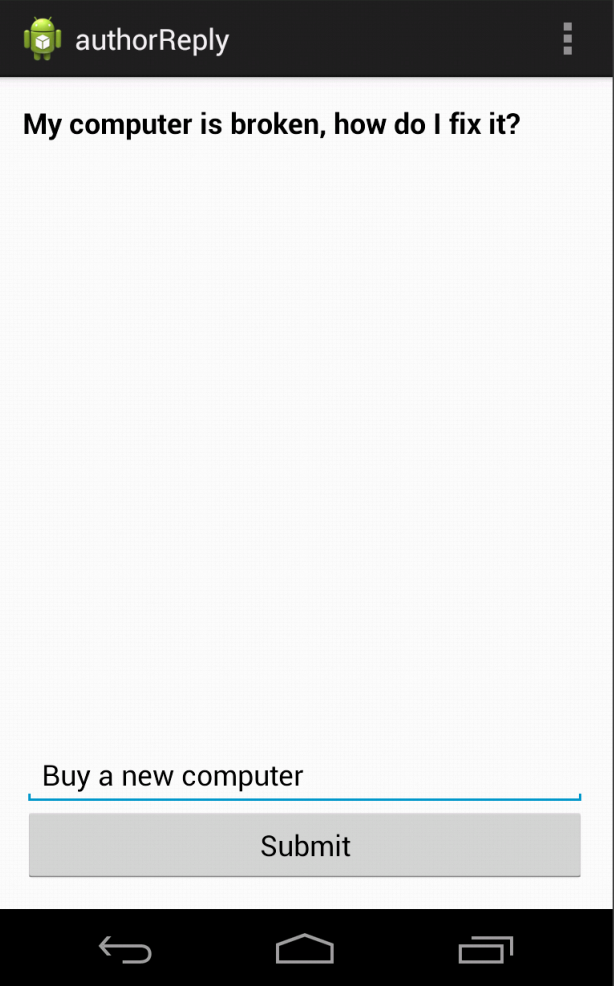 authorReply
My computer is broken, how do I fix it?
Buy a new computer
Submit